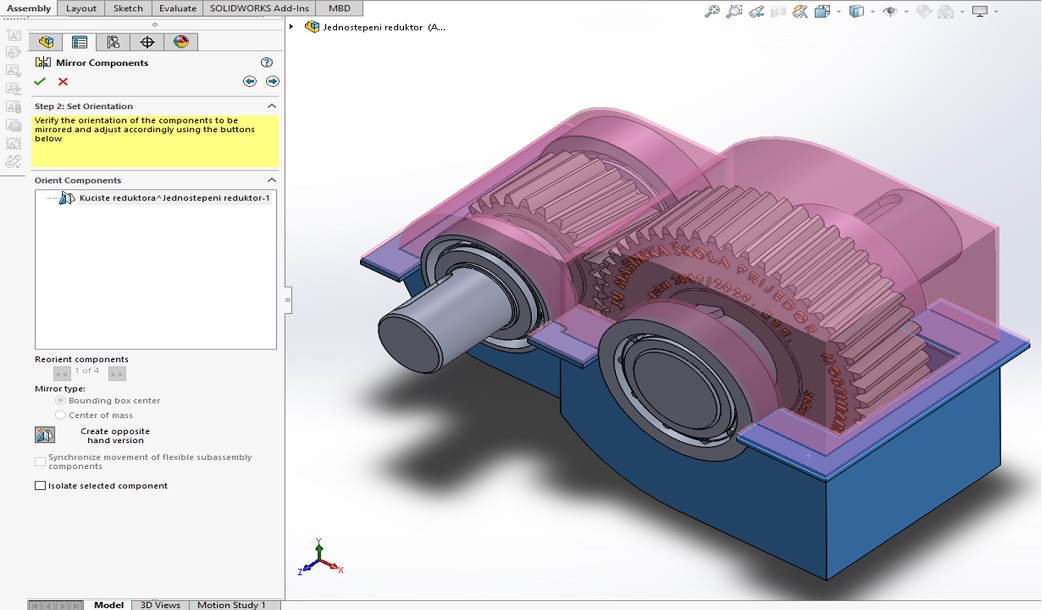 Assembly Layout Sketch Evaluate SOLIDWORKS Add-Ins MBD
Jednostepeni reduktor (A...
Mirror Components
Step 2: Set Orientation
Verify the orientation of the components to be
mirrored and adjust accordingly using the buttons
below
Orient Components
Kuciste reduktora^Jednostepeni reduktor-1
Reorient components
<< 1 of 4 >>
Mirror type:
Bounding box center
Center of mass
Create opposite
hand version
Synchronize movement of flexible subassembly
components
Isolate selected component
ŠKOLA PRIJEDOR
Y
Z X
Model 3D Views Motion Study 1